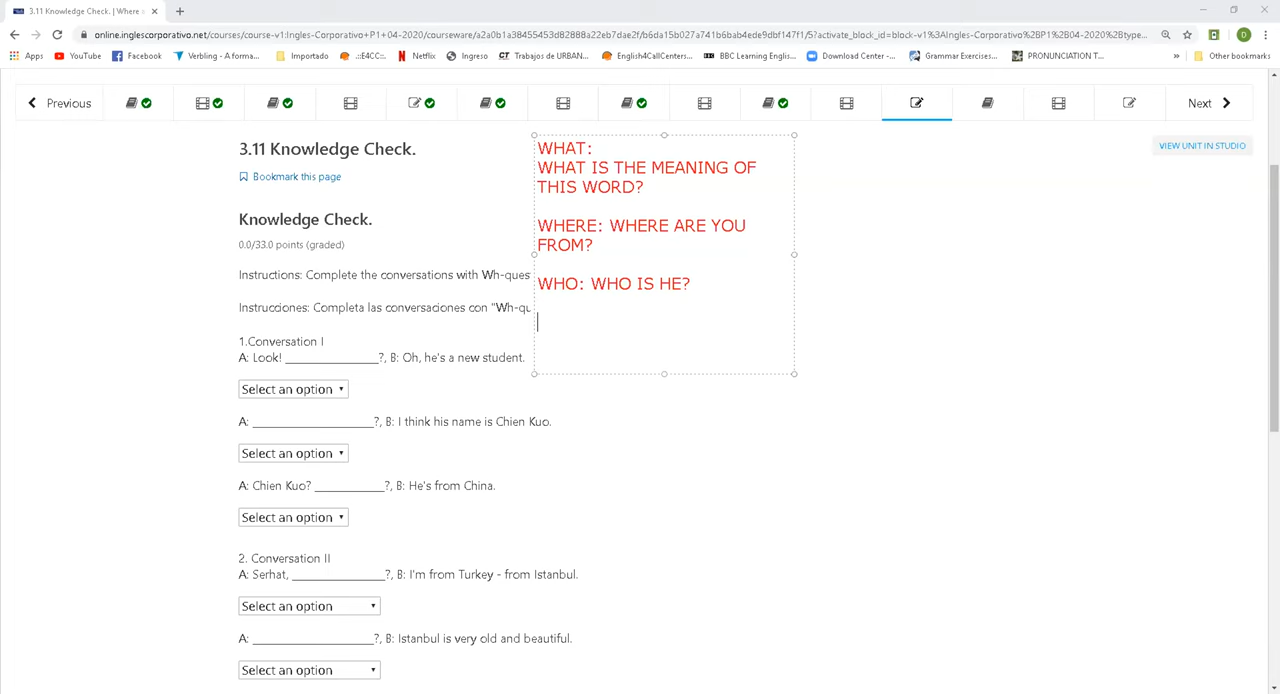 3.11 Knowledge Check. | Where
online.inglescorporativo.net/courses/course-v1:Ingles-Corporativo+P1+04-2020/courseware/a2a0b1a38455453d82888a22eb7dae2f/b6da15b027a741b6bab4ede9dbf147f1/5?activate_block_id=block-v1%3AIngles-Corporativo%2BP1%2B04-2020%2Btype...
Apps YouTube Facebook Verbling - A forma... Importado .::E4CC::. Netflix Ingreso Trabajos de URBAN... English4CallCenters... BBC Learning Englis... Download Center -... Grammar Exercises... PRONUNCIATION T... » Other bookmarks
Previous Next
3.11 Knowledge Check.
VIEW UNIT IN STUDIO
Bookmark this page
Knowledge Check.
0.0/33.0 points (graded)
Instructions: Complete the conversations with Wh-ques
Instrucciones: Completa las conversaciones con "Wh-qu
1.Conversation I
A: Look! _______________?, B: Oh, he's a new student.
Select an option
A: ____________________?, B: I think his name is Chien Kuo.
Select an option
A: Chien Kuo? ___________?, B: He's from China.
Select an option
2. Conversation II
A: Serhat, _______________?, B: I'm from Turkey - from Istanbul.
Select an option
A: ____________________?, B: Istanbul is very old and beautiful.
Select an option
WHAT:
WHAT IS THE MEANING OF
THIS WORD?
WHERE: WHERE ARE YOU
FROM?
WHO: WHO IS HE?